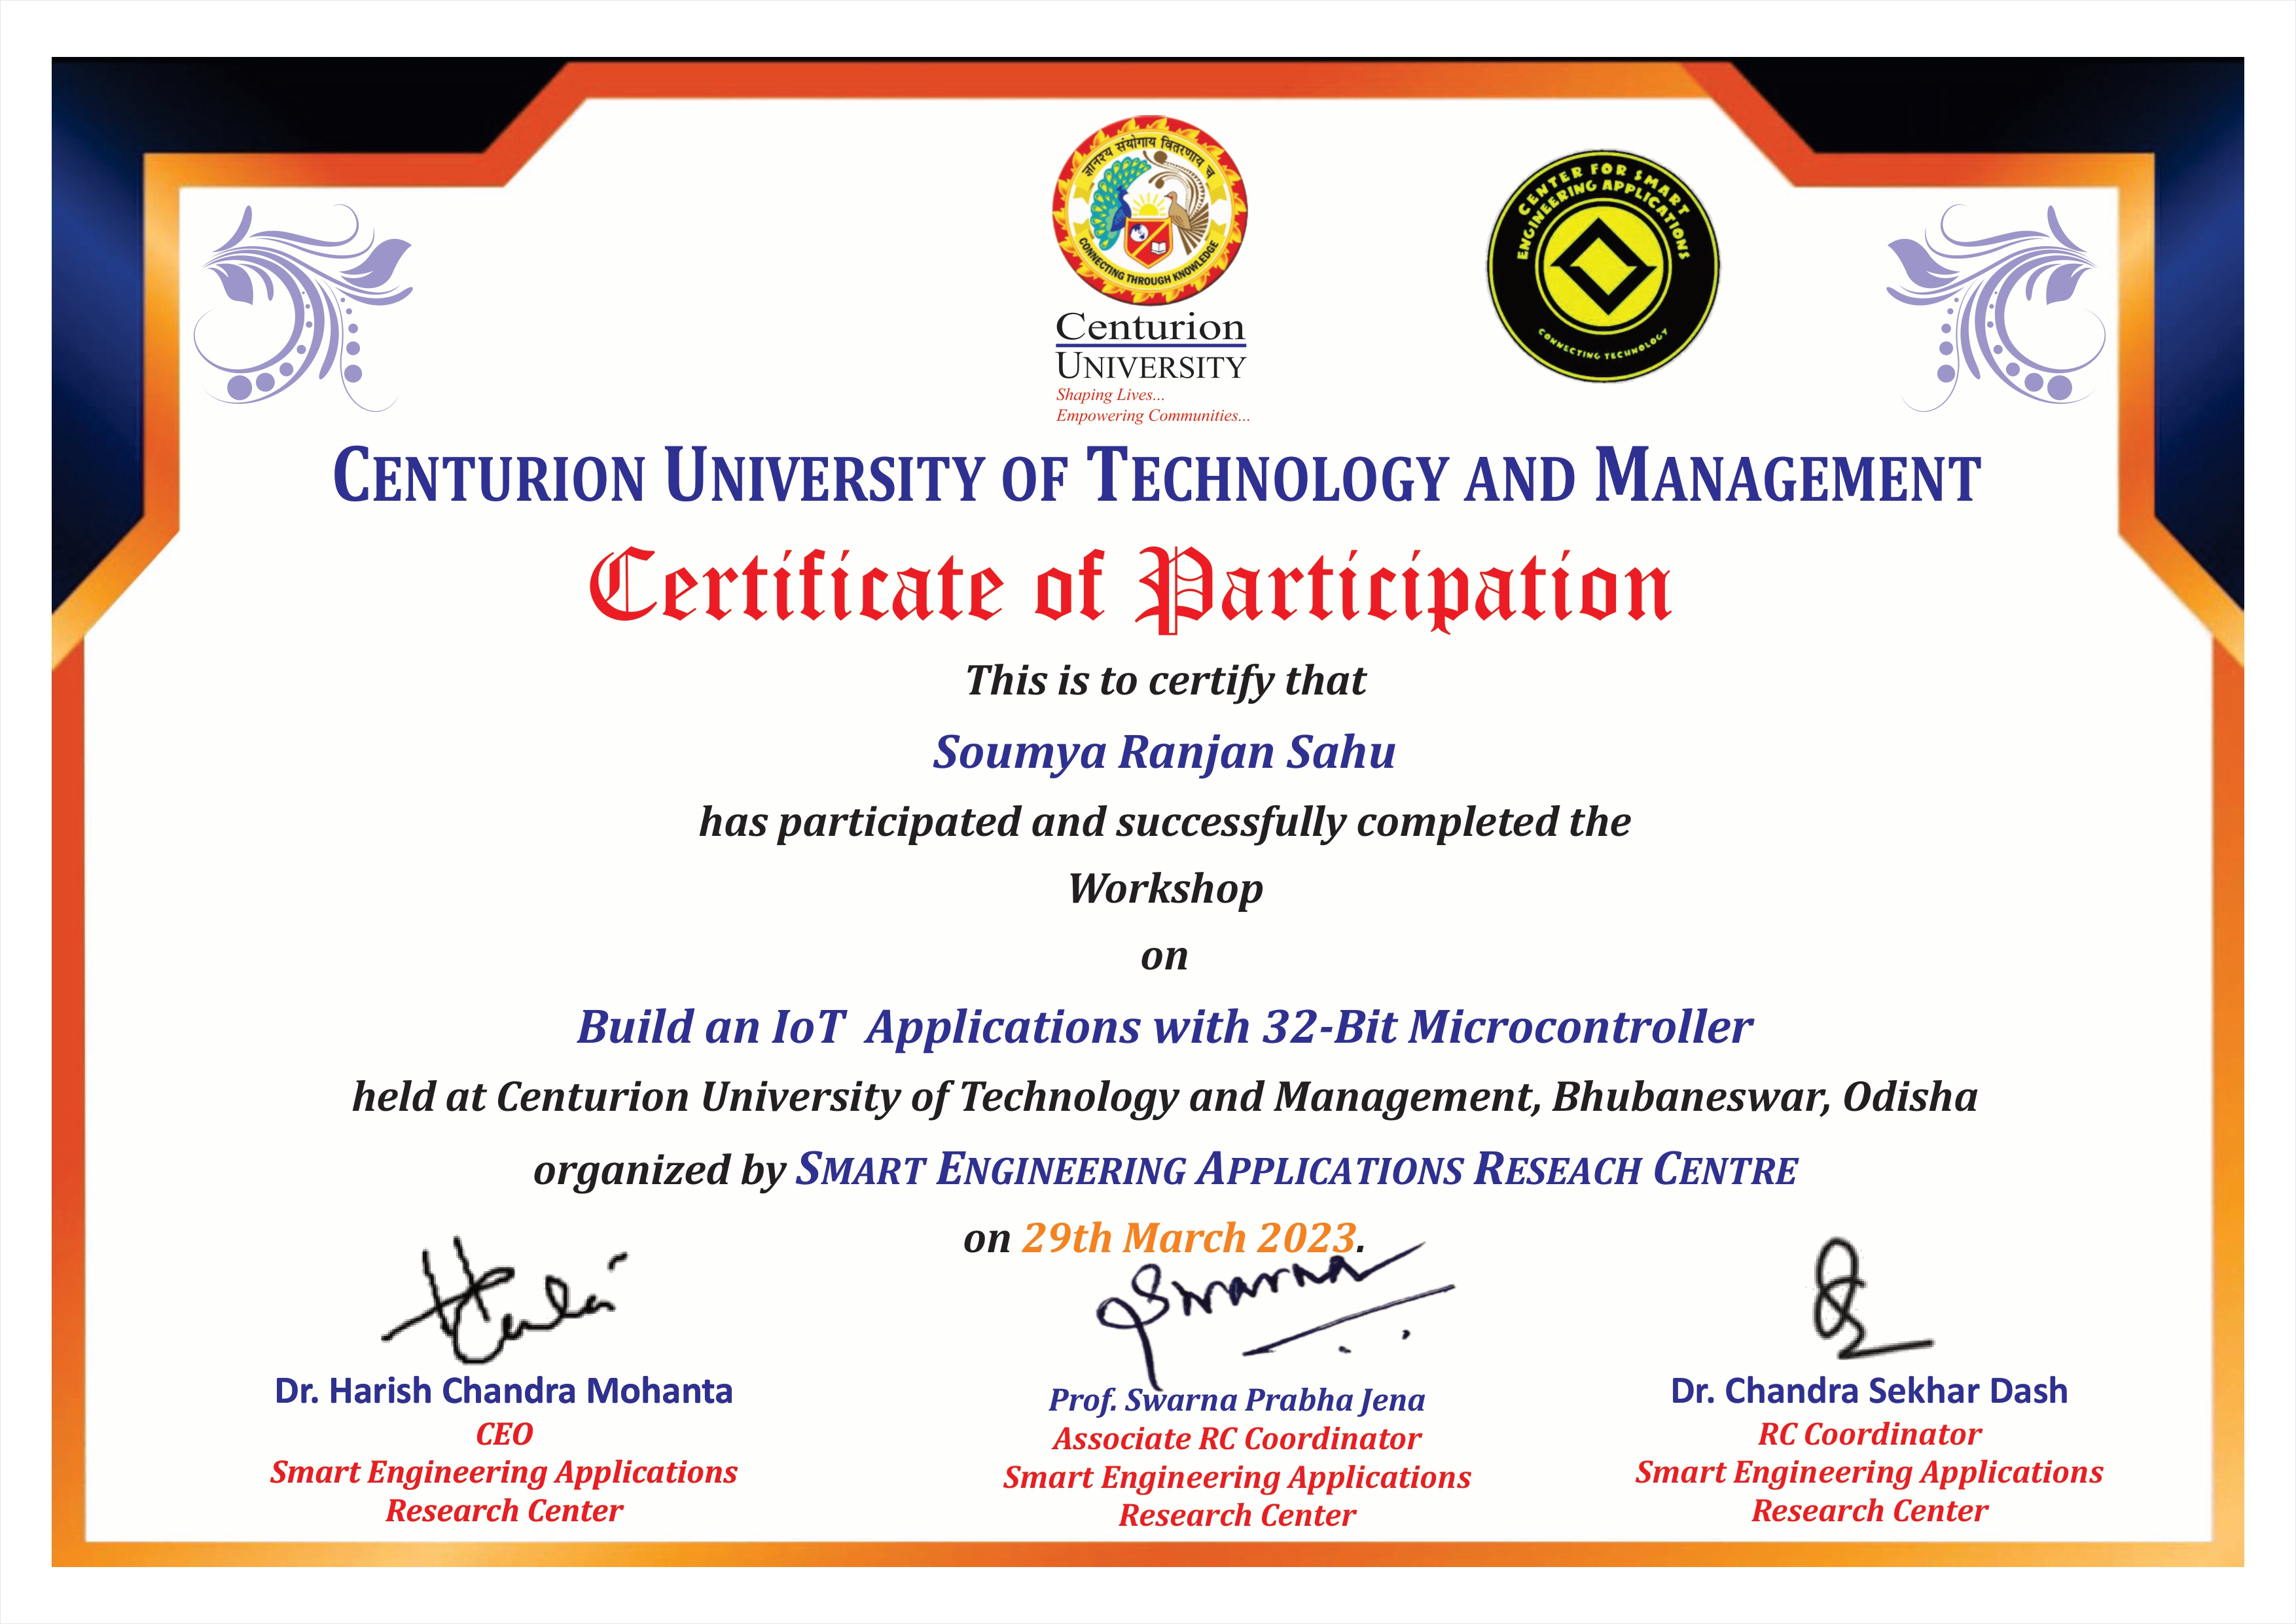 ज्ञानश्य संयोगाय वितरणाय च
CONNECTING THROUGH KNOWLEDGE
Centurion
UNIVERSITY
Shaping Lives...
Empowering Communities...
CENTER FOR SMART
ENGINEERING APPLICATIONS
CONNECTING TECHNOLOGY
CENTURION UNIVERSITY OF TECHNOLOGY AND MANAGEMENT
Certificate of Participation
This is to certify that
Soumya Ranjan Sahu
has participated and successfully completed the
Workshop
on
Build an IoT Applications with 32-Bit Microcontroller
held at Centurion University of Technology and Management, Bhubaneswar, Odisha
organized by SMART ENGINEERING APPLICATIONS RESEACH CENTRE
on 29th March 2023.
Swarna
Dr. Harish Chandra Mohanta
CEO
Smart Engineering Applications
Research Center
Prof. Swarna Prabha Jena
Associate RC Coordinator
Smart Engineering Applications
Research Center
Dr. Chandra Sekhar Dash
RC Coordinator
Smart Engineering Applications
Research Center